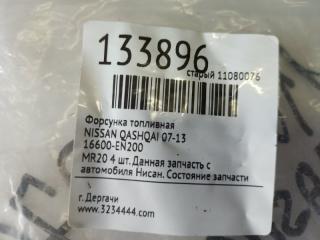 133896
старый 11080076
Форсунка топливная
NISSAN QASHQAI 07-13
16600-EN200
MR20 4 шт. Данная запчасть с
автомобиля Нисан. Состояние запчасти
г. Дергачи
www.3234444.com